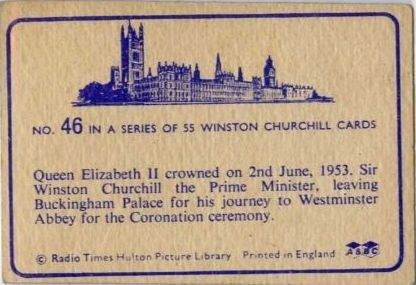 NO. 46 IN A SERIES OF 55 WINSTON CHURCHILL CARDS
Queen Elizabeth II crowned on 2nd June, 1953. Sir
Winston Churchill the Prime Minister, leaving
Buckingham Palace for his journey to Westminster
Abbey for the Coronation ceremony.
© Radio Times Hulton Picture Library Printed in England A&BC